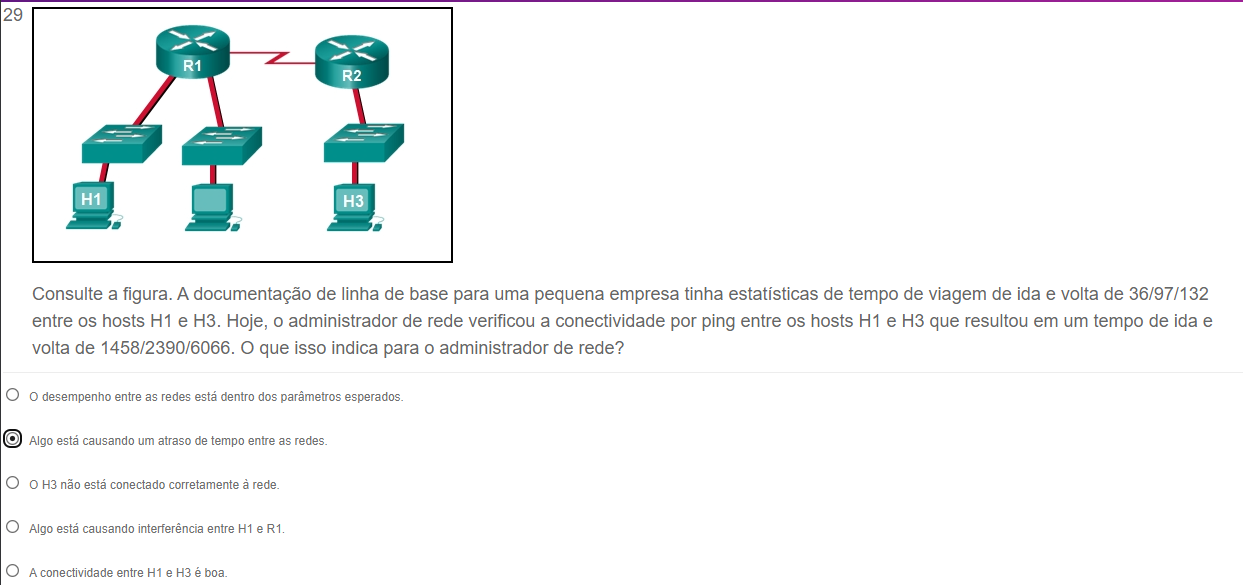 29
R1
R2
H1
H3
Consulte a figura. A documentação de linha de base para uma pequena empresa tinha estatísticas de tempo de viagem de ida e volta de 36/97/132
entre os hosts H1 e H3. Hoje, o administrador de rede verificou a conectividade por ping entre os hosts H1 e H3 que resultou em um tempo de ida e
volta de 1458/2390/6066. O que isso indica para o administrador de rede?
O desempenho entre as redes está dentro dos parâmetros esperados.
Algo está causando um atraso de tempo entre as redes.
O H3 não está conectado corretamente à rede.
Algo está causando interferência entre H1 e R1.
A conectividade entre H1 e H3 é boa.